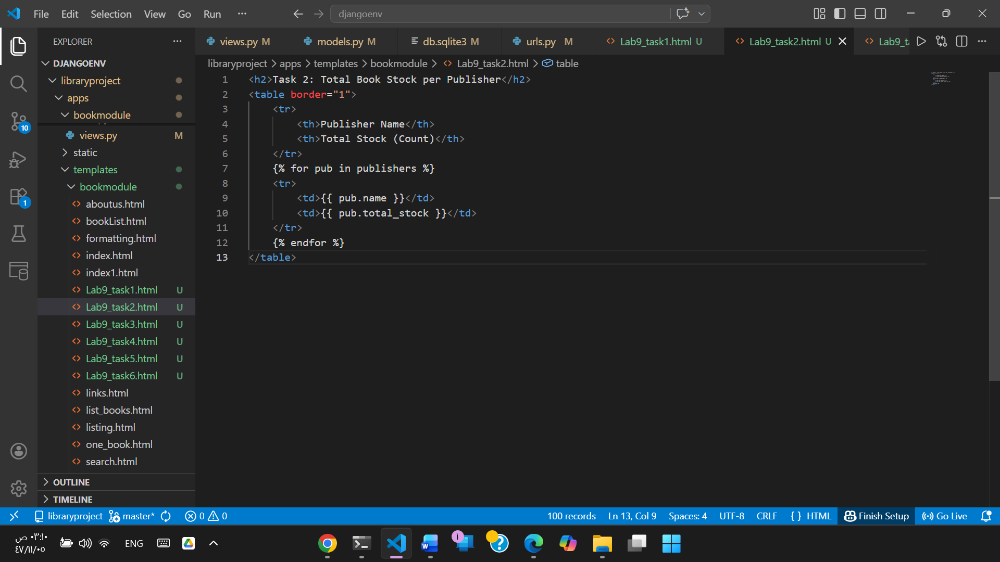 File Edit Selection View Go Run ··· djangoenv
EXPLORER ···
views.py M models.py M db.sqlite3 M urls.py M Lab9_task1.html U Lab9_task2.html U Lab9_ta
libraryproject > apps > templates > bookmodule > Lab9_task2.html > table
DJANGOENV
libraryproject
apps
bookmodule
views.py M
static
templates
bookmodule
aboutus.html
bookList.html
formatting.html
index.html
index1.html
Lab9_task1.html U
Lab9_task2.html U
Lab9_task3.html U
Lab9_task4.html U
Lab9_task5.html U
Lab9_task6.html U
links.html
list_books.html
listing.html
one_book.html
search.html
OUTLINE
TIMELINE
10
1
1 <h2>Task 2: Total Book Stock per Publisher</h2>
2 <table border="1">
3 <tr>
4 <th>Publisher Name</th>
5 <th>Total Stock (Count)</th>
6 </tr>
7 {% for pub in publishers %}
8 <tr>
9 <td>{{ pub.name }}</td>
10 <td>{{ pub.total_stock }}</td>
11 </tr>
12 {% endfor %}
13 </table>
libraryproject master* 0 0 100 records Ln 13, Col 9 Spaces: 4 UTF-8 CRLF { } HTML Finish Setup Go Live
٠٣:١٠ ص
٤٧/١١/٠٥
ENG
W
١
?